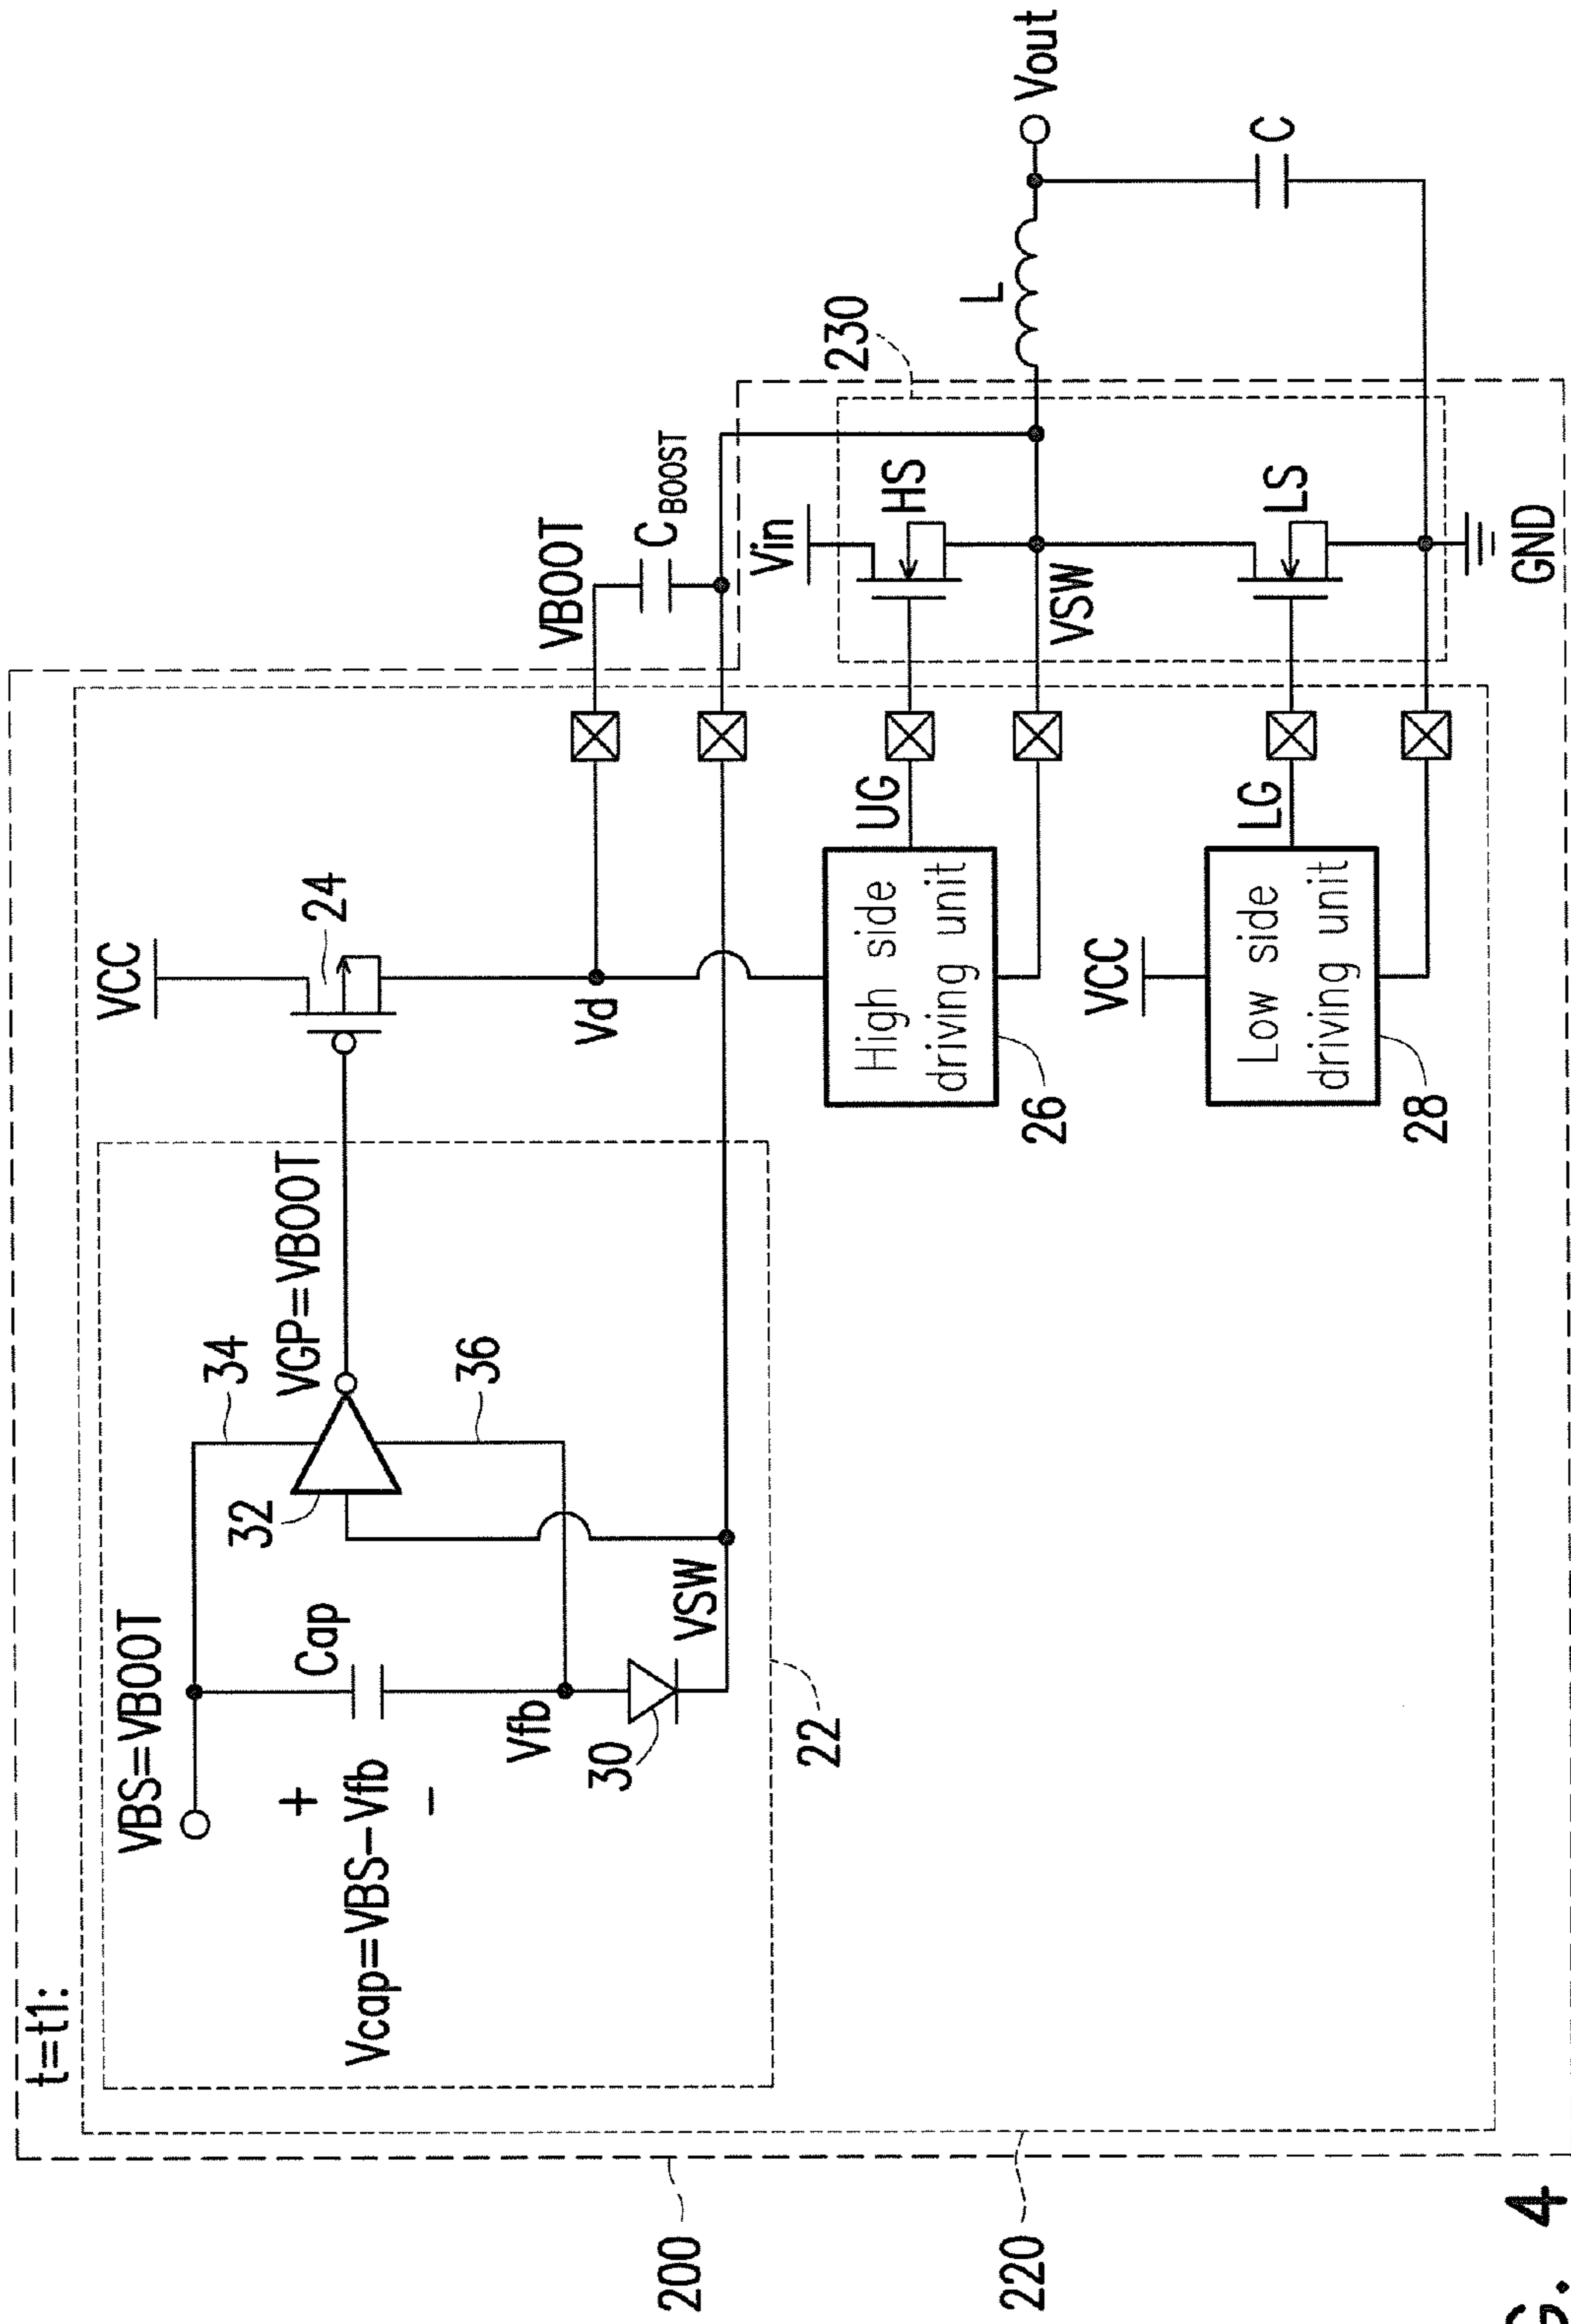 t=t1:
VBS=VBOOT
Cap
+
Vcap=VBS-Vfb
-
Vfb
30
VSW
32
34
VGP=VBOOT
36
22
VCC
24
Vd
VBOOT
CBOOST
High side
driving unit
26
UG
VCC
Low side
driving unit
28
LG
Vin
HS
VSW
LS
GND
230
L
Vout
C
200
220
G. 4